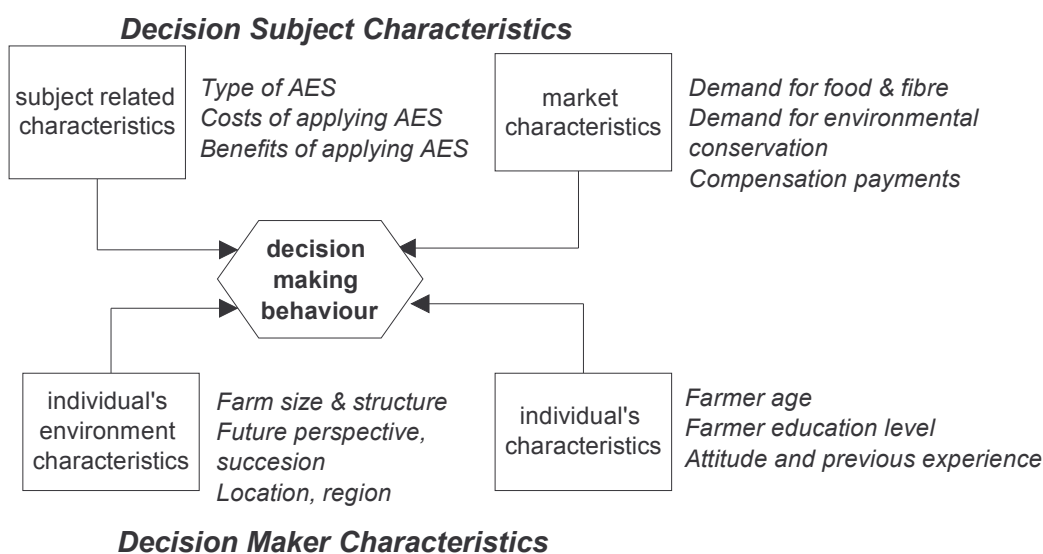 Decision Subject Characteristics
subject related
characteristics
Type of AES
Costs of applying AES
Benefits of applying AES
market
characteristics
Demand for food & fibre
Demand for environmental
conservation
Compensation payments
decision
making
behaviour
individual's
environment
characteristics
Farm size & structure
Future perspective,
succesion
Location, region
individual's
characteristics
Farmer age
Farmer education level
Attitude and previous experience
Decision Maker Characteristics